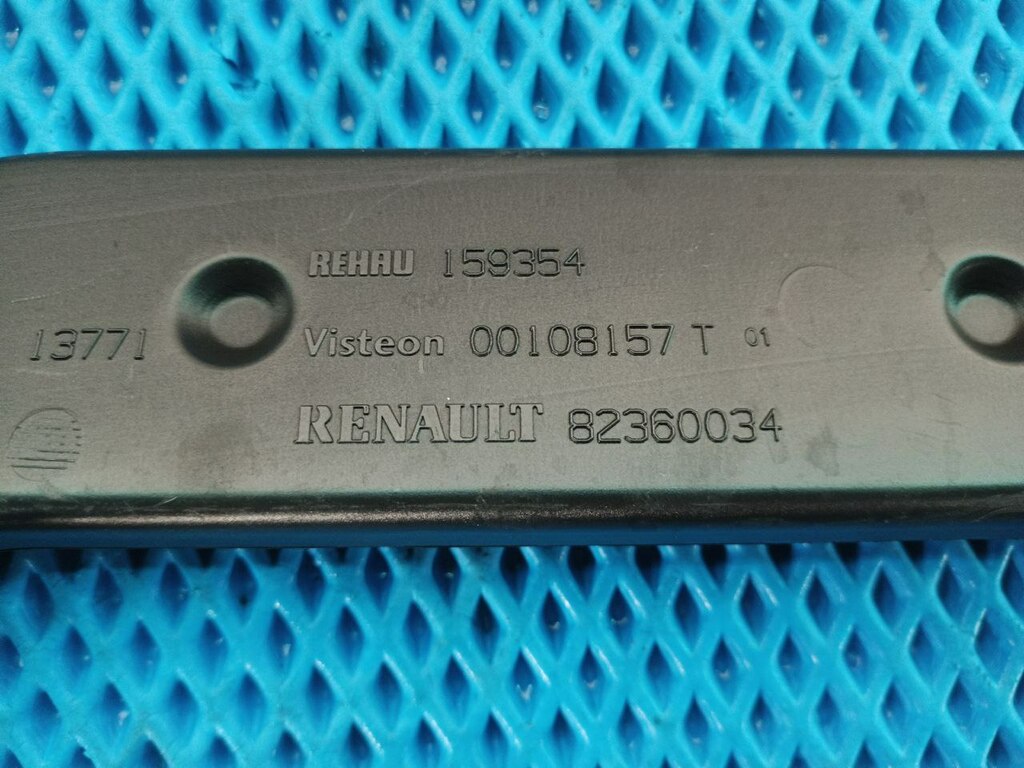 REHAU 159354
13771
Visteon 00108157 T 01
RENAULT 82360034